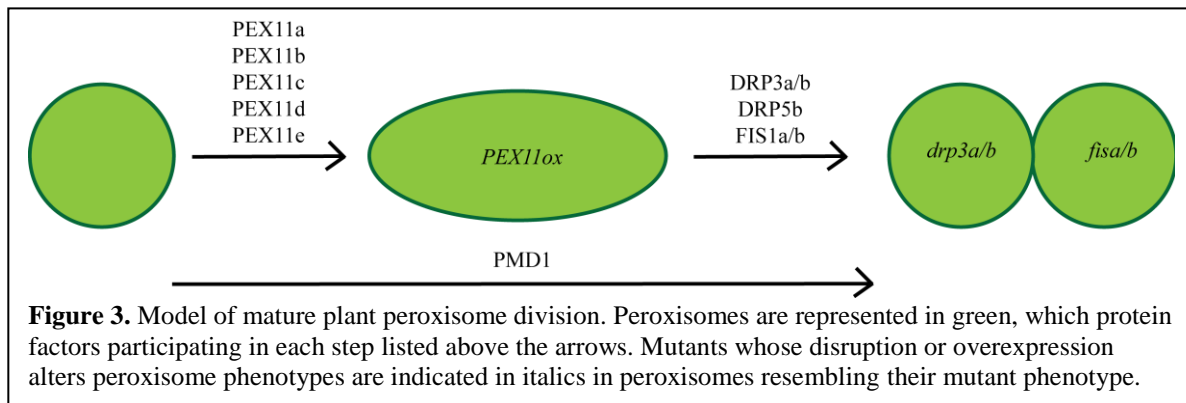 PEX11a
PEX11b
PEX11c
PEX11d
PEX11e
PEX11ox
DRP3a/b
DRP5b
FIS1a/b
drp3a/b
fisa/b
PMD1
Figure 3. Model of mature plant peroxisome division. Peroxisomes are represented in green, which protein
factors participating in each step listed above the arrows. Mutants whose disruption or overexpression
alters peroxisome phenotypes are indicated in italics in peroxisomes resembling their mutant phenotype.